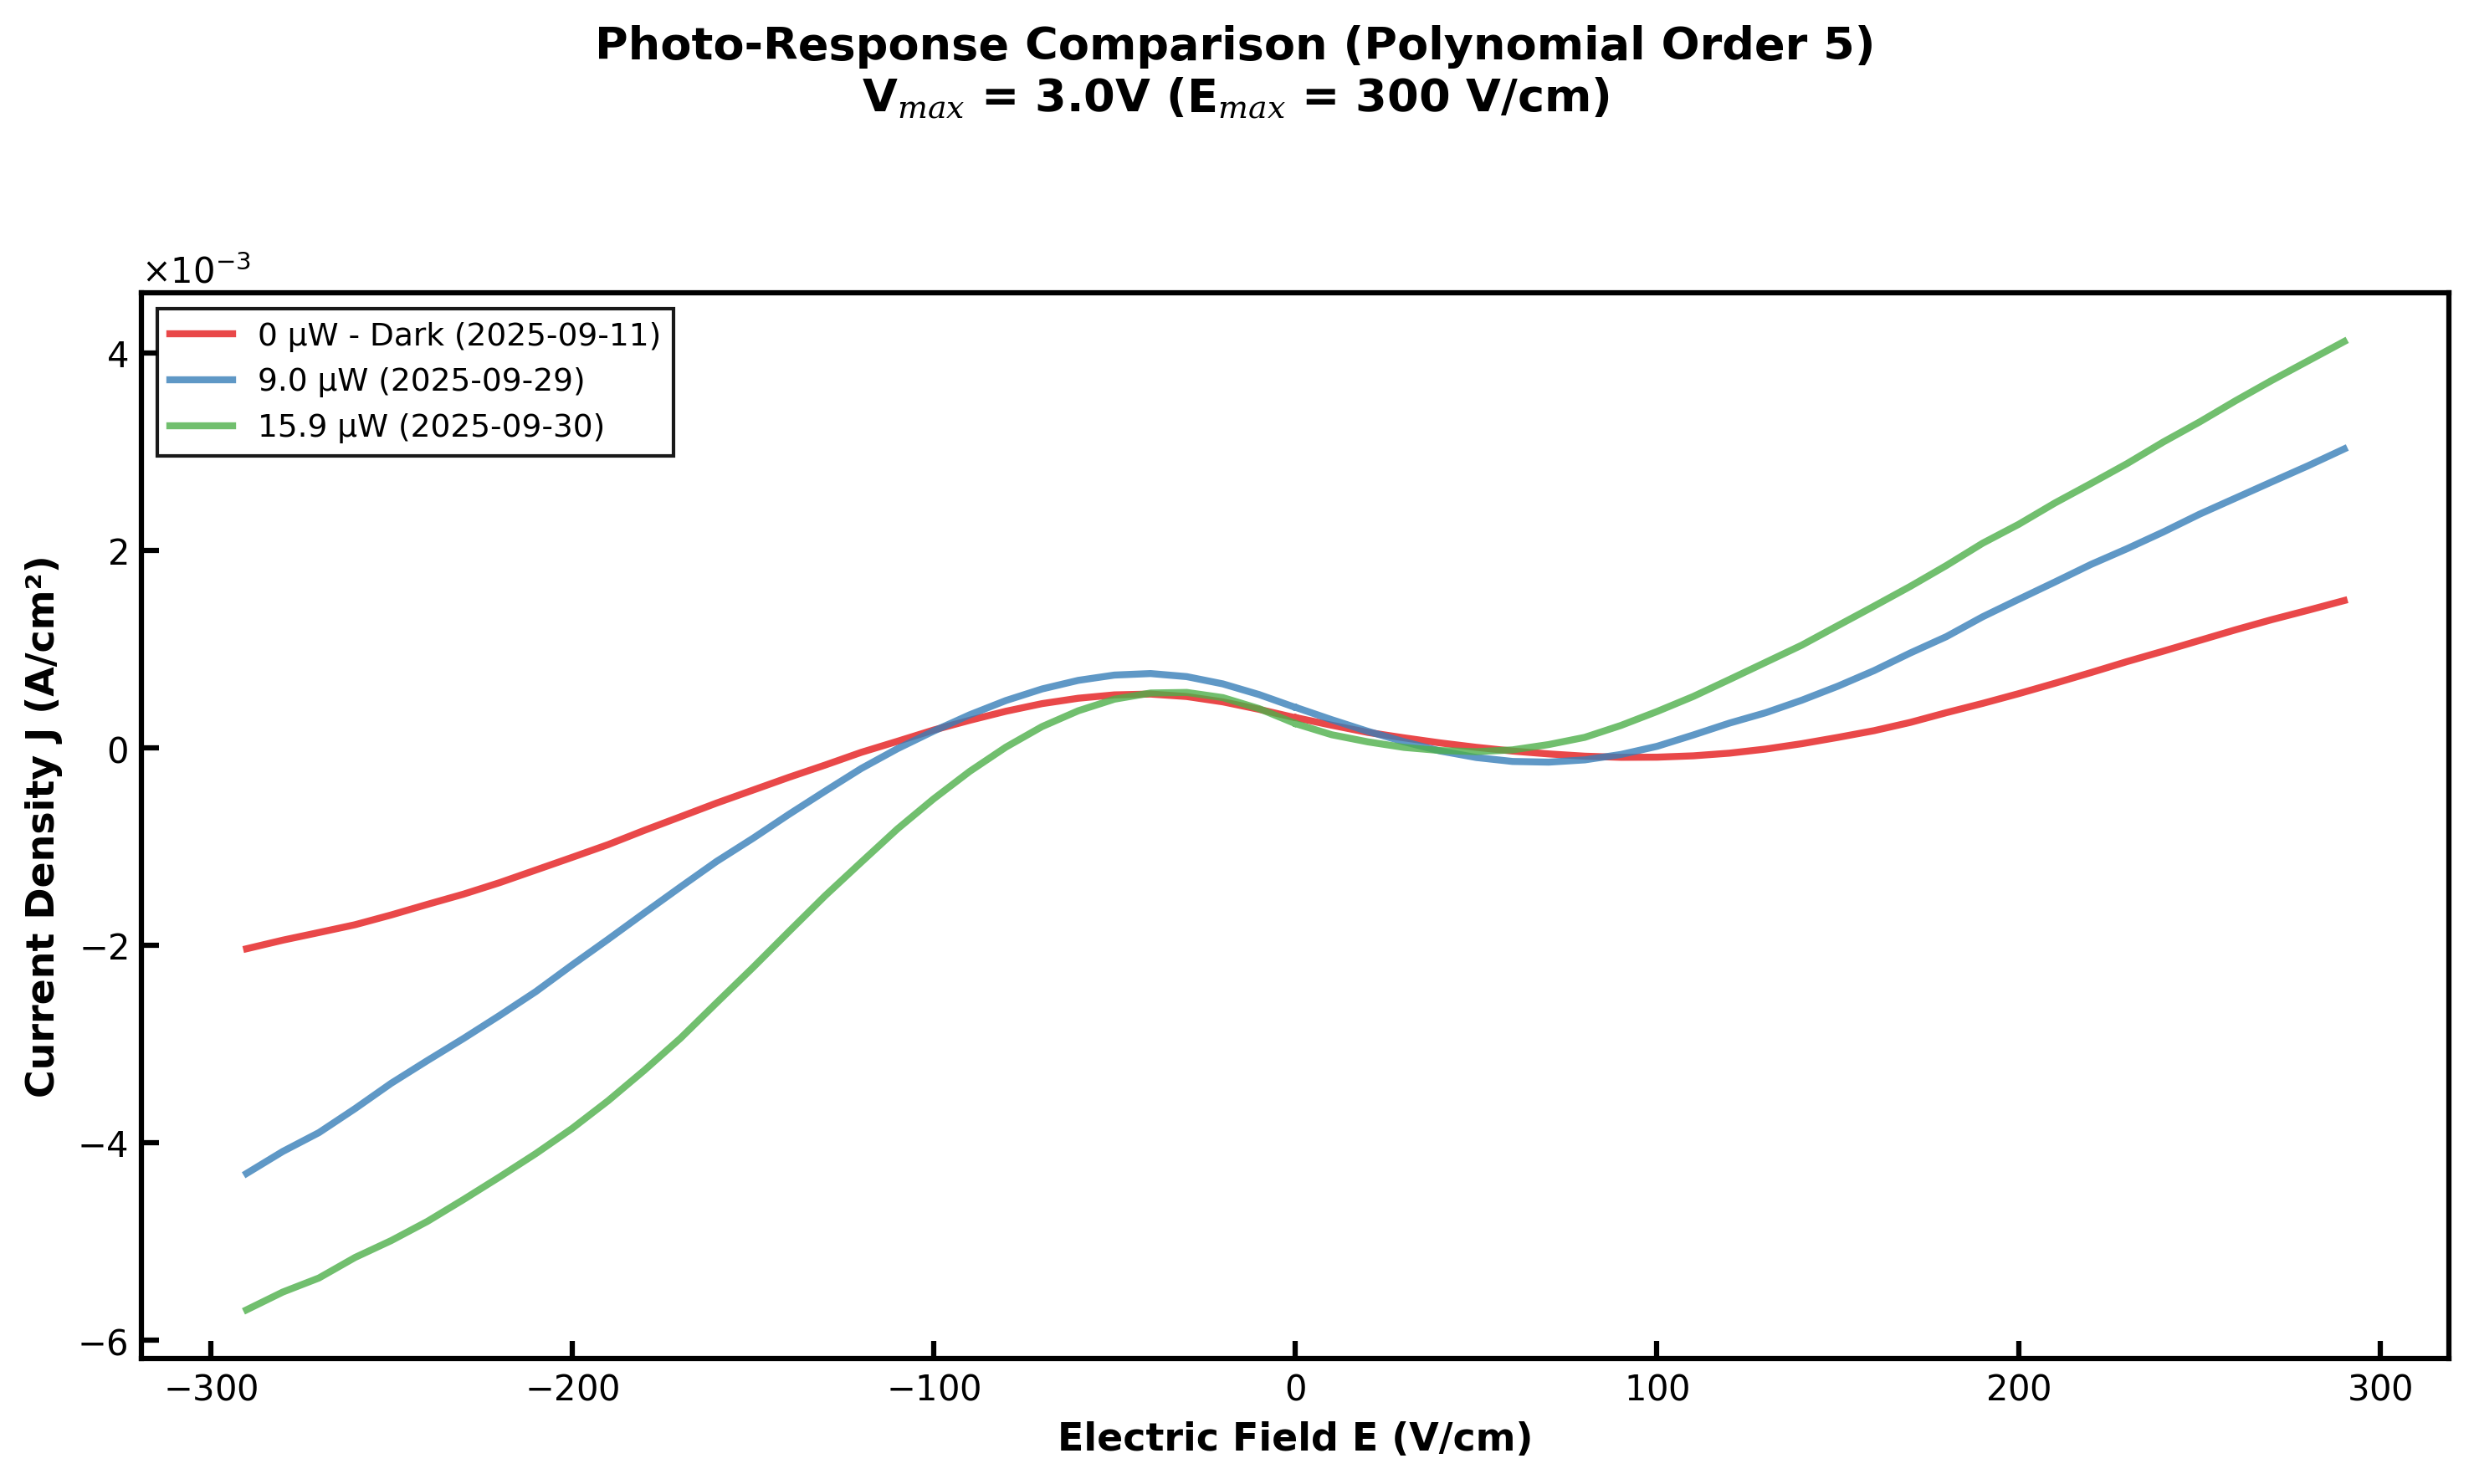 Photo-Response Comparison (Polynomial Order 5)
Vmax = 3.0V (Emax = 300 V/cm)
×10⁻³
0 μW - Dark (2025-09-11)
9.0 μW (2025-09-29)
15.9 μW (2025-09-30)
4
2
0
−2
−4
−6
Current Density J (A/cm²)
−300 −200 −100 0 100 200 300
Electric Field E (V/cm)